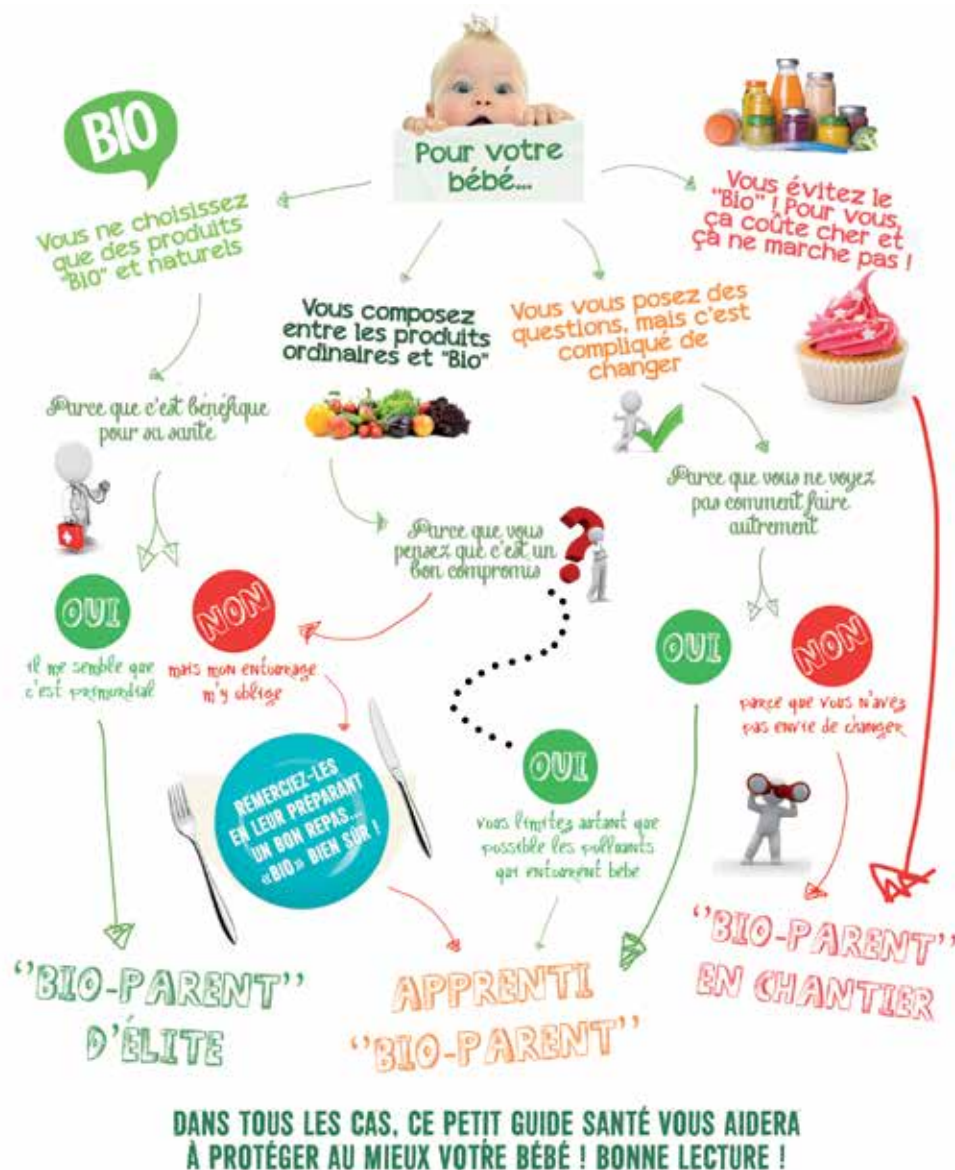 BIO
Pour votre
bébé...
Vous ne choisissez
que des produits
"BIO" et naturels
Vous évitez le
"Bio" ! Pour vous,
ça coûte cher et
ça ne marche pas !
Vous composez
entre les produits
ordinaires et "Bio"
Vous vous posez des
questions, mais c'est
compliqué de
changer
Parce que c'est bénéfique
pour sa santé
Parce que vous ne voyez
pas comment faire
autrement
Parce que vous
pensez que c'est un
bon compromis
?
OUI
il me semble que
c'est primordial
NON
mais mon entourage
m'y oblige
OUI
NON
parce que vous n'avez
pas envie de changer
REMERCIEZ-LES
EN LEUR PRÉPARANT
UN BON REPAS...
«BIO» BIEN SÛR !
OUI
vous limitez autant que
possible les polluants
qui entourent bébé
''BIO-PARENT''
D'ÉLITE
APPRENTI
''BIO-PARENT''
''BIO-PARENT''
EN CHANTIER
DANS TOUS LES CAS, CE PETIT GUIDE SANTÉ VOUS AIDERA
À PROTÉGER AU MIEUX VOTRE BÉBÉ ! BONNE LECTURE !